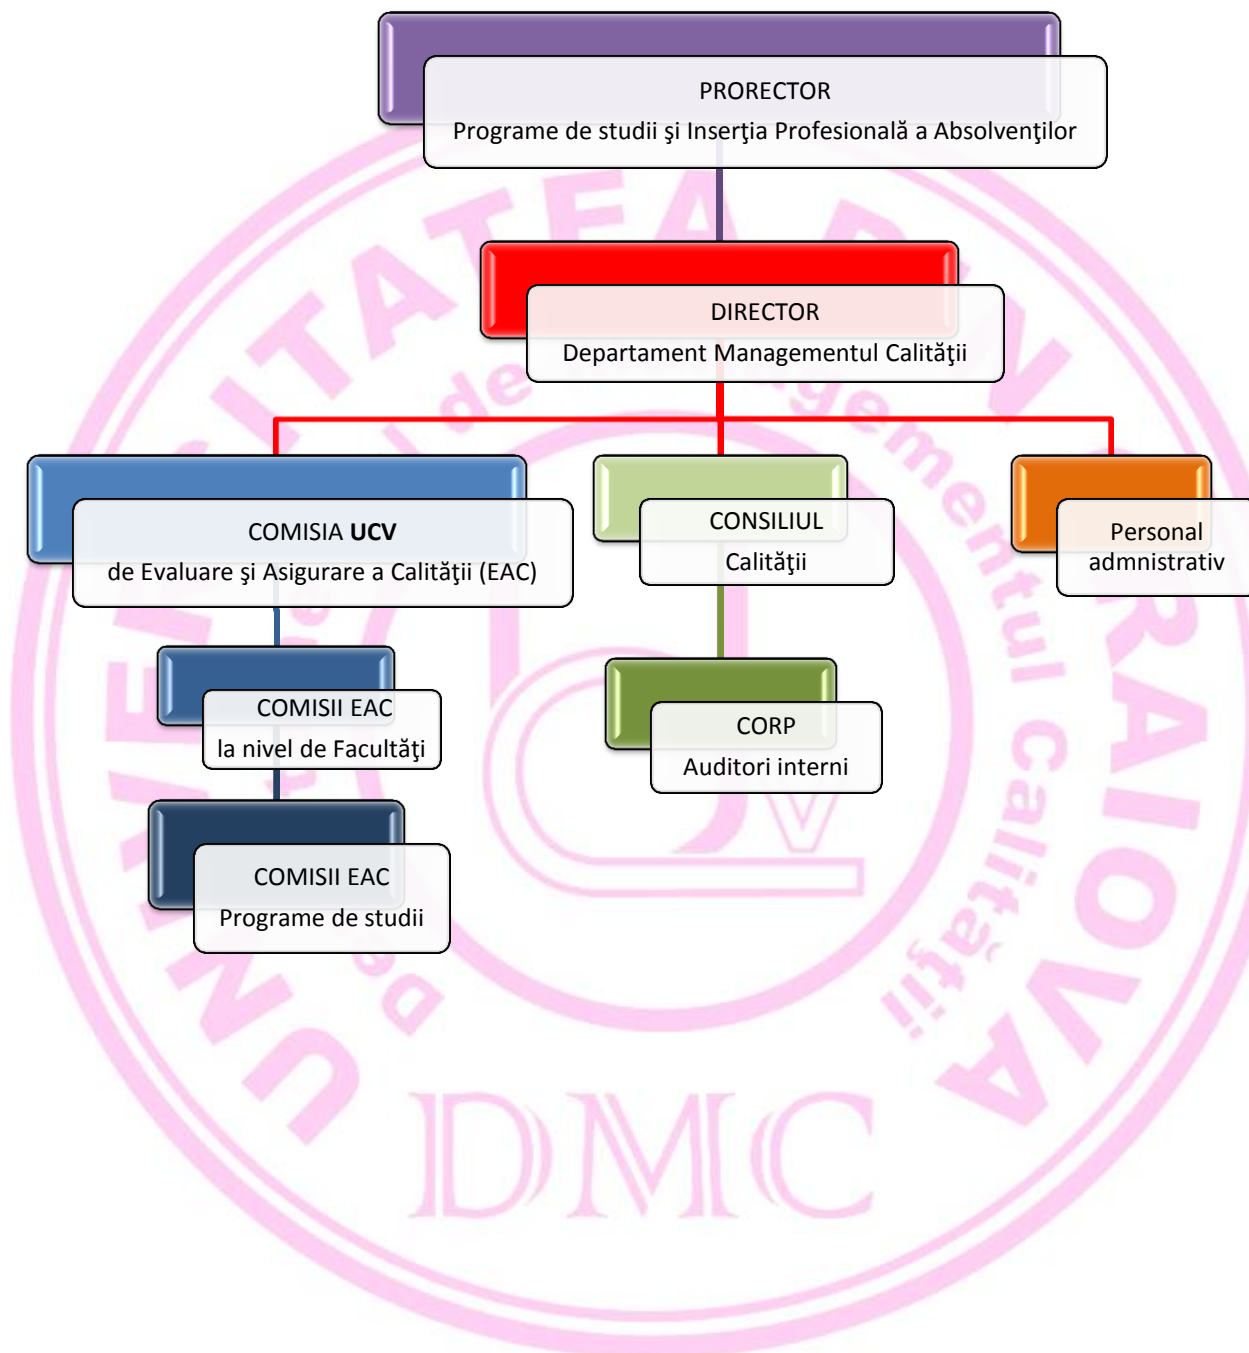 PRORECTOR
Programe de studii şi Inserţia Profesională a Absolvenţilor
DIRECTOR
Departament Managementul Calităţii
COMISIA UCV
de Evaluare şi Asigurare a Calităţii (EAC)
CONSILIUL
Calităţii
Personal
admnistrativ
COMISII EAC
la nivel de Facultăţi
CORP
Auditori interni
COMISII EAC
Programe de studii
DMC